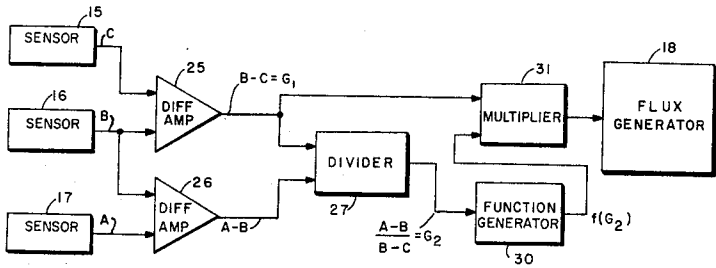 15
SENSOR
C
25
DIFF
AMP
B-C=G₁
31
MULTIPLIER
18
FLUX
GENERATOR
16
SENSOR
B
DIVIDER
27
17
SENSOR
A
26
DIFF
AMP
A-B
A-B
B-C
=G₂
FUNCTION
GENERATOR
30
f(G₂)